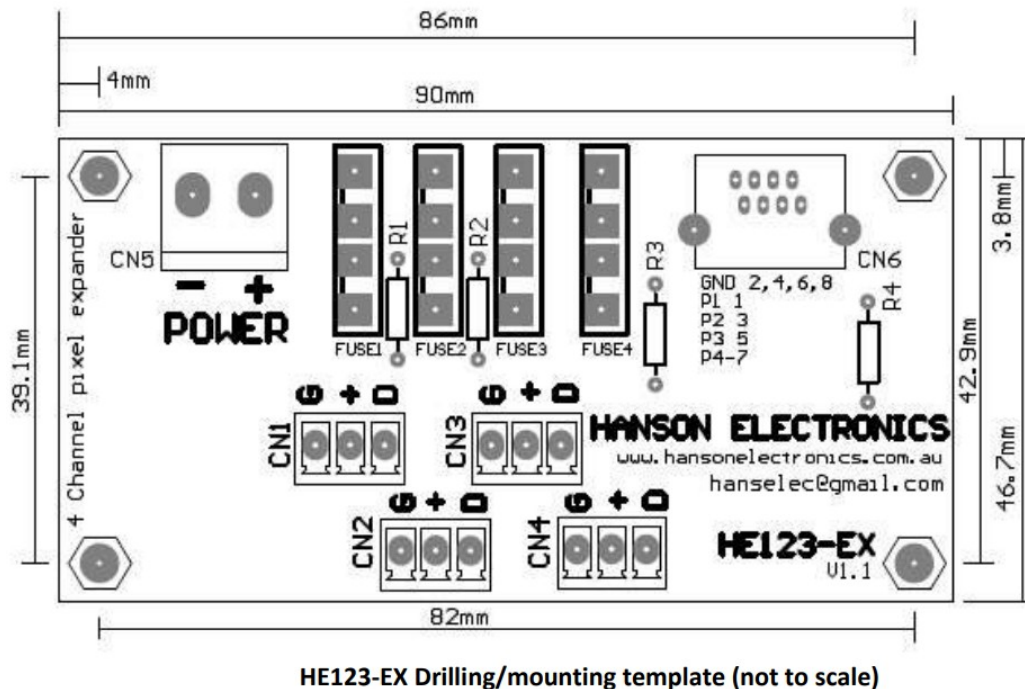 86mm
4mm
90mm
3.8mm
39.1mm
42.9mm
46.7mm
4 Channel pixel expander
CN5
- +
POWER
R1
R2
R3
R4
FUSE1
FUSE2
FUSE3
FUSE4
CN6
GND 2,4,6,8
P1 1
P2 3
P3 5
P4-7
G + D
CN1
G + D
CN3
HANSON ELECTRONICS
www.hansonelectronics.com.au
hanselec@gmail.com
G + D
CN2
G + D
CN4
HE123-EX
V1.1
82mm
HE123-EX Drilling/mounting template (not to scale)